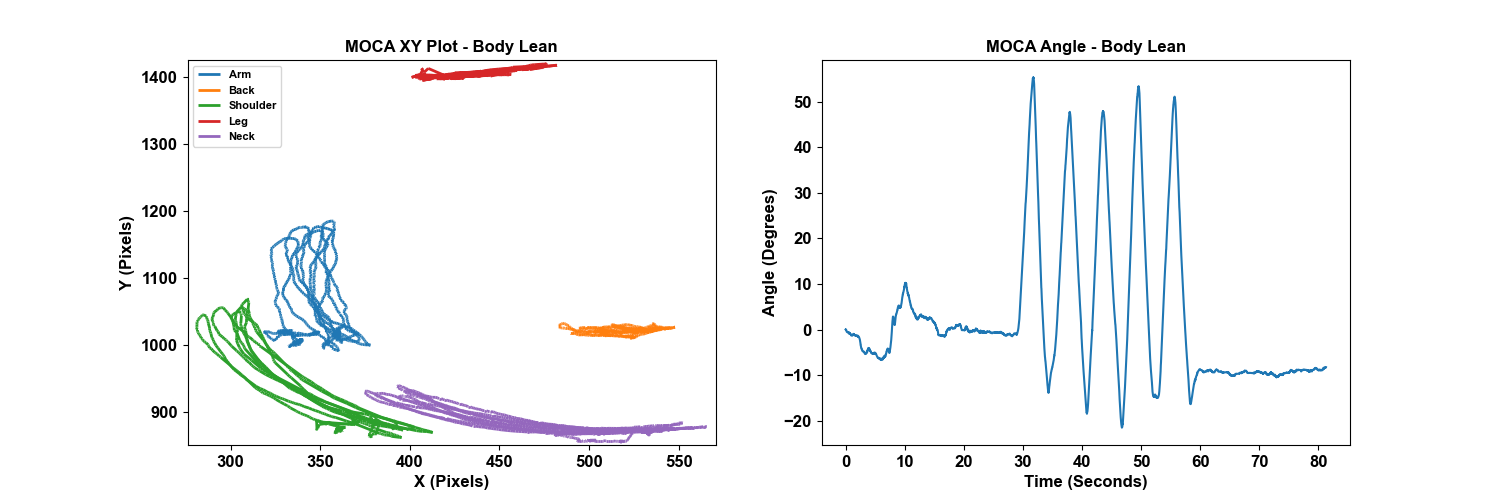 MOCA XY Plot - Body Lean
Arm
Back
Shoulder
Leg
Neck
1400
1300
1200
1100
1000
900
Y (Pixels)
300 350 400 450 500 550
X (Pixels)
MOCA Angle - Body Lean
50
40
30
20
10
0
−10
−20
Angle (Degrees)
0 10 20 30 40 50 60 70 80
Time (Seconds)